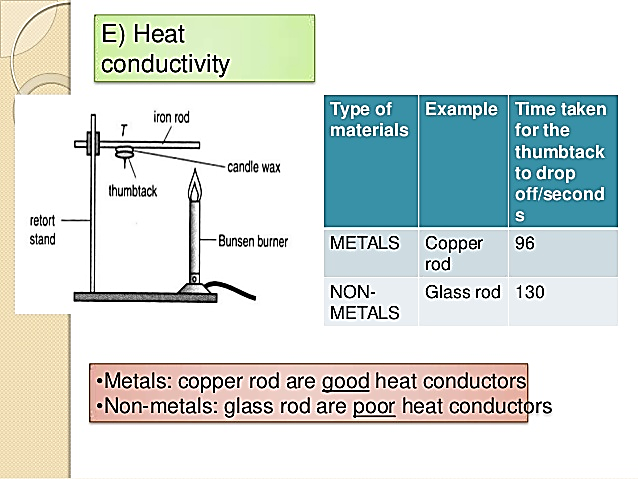 E) Heat
conductivity
T
iron rod
candle wax
thumbtack
retort
stand
Bunsen burner
Type of
materials
Example
Time taken
for the
thumbtack
to drop
off/second
s
METALS
Copper
rod
96
NON-
METALS
Glass rod
130
•Metals: copper rod are good heat conductors
•Non-metals: glass rod are poor heat conductors